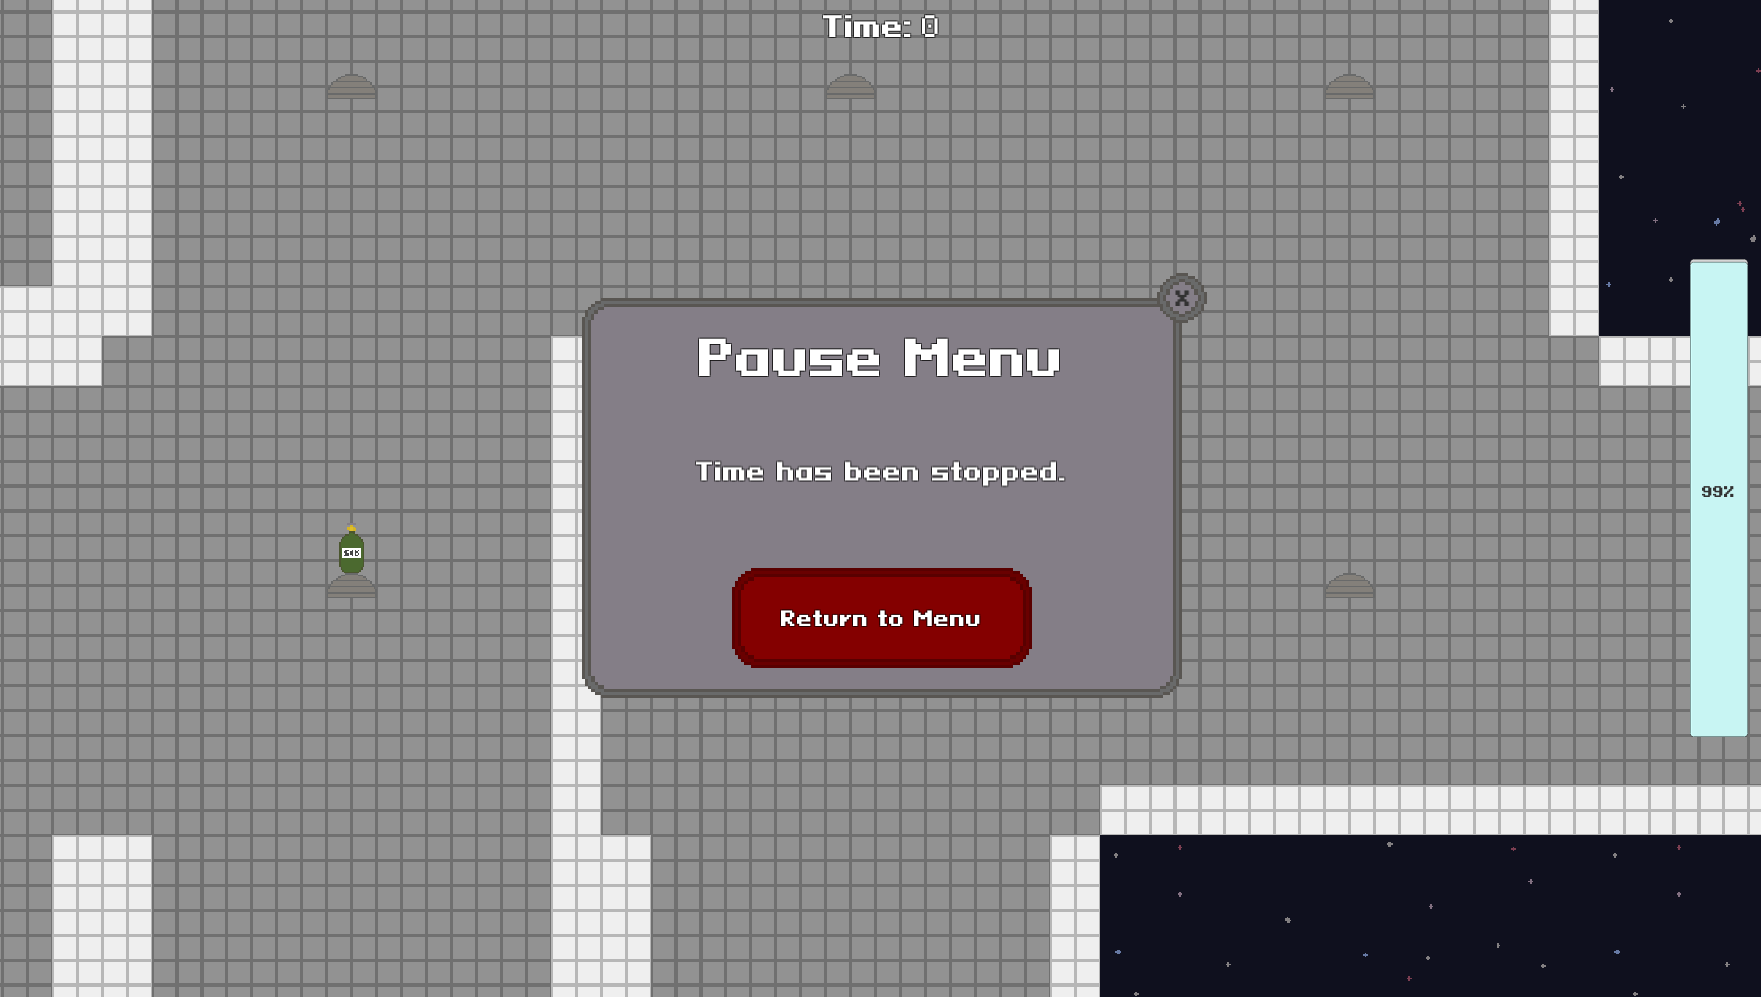 Time: 0
x
Pause Menu
Time has been stopped.
99%
Return to Menu